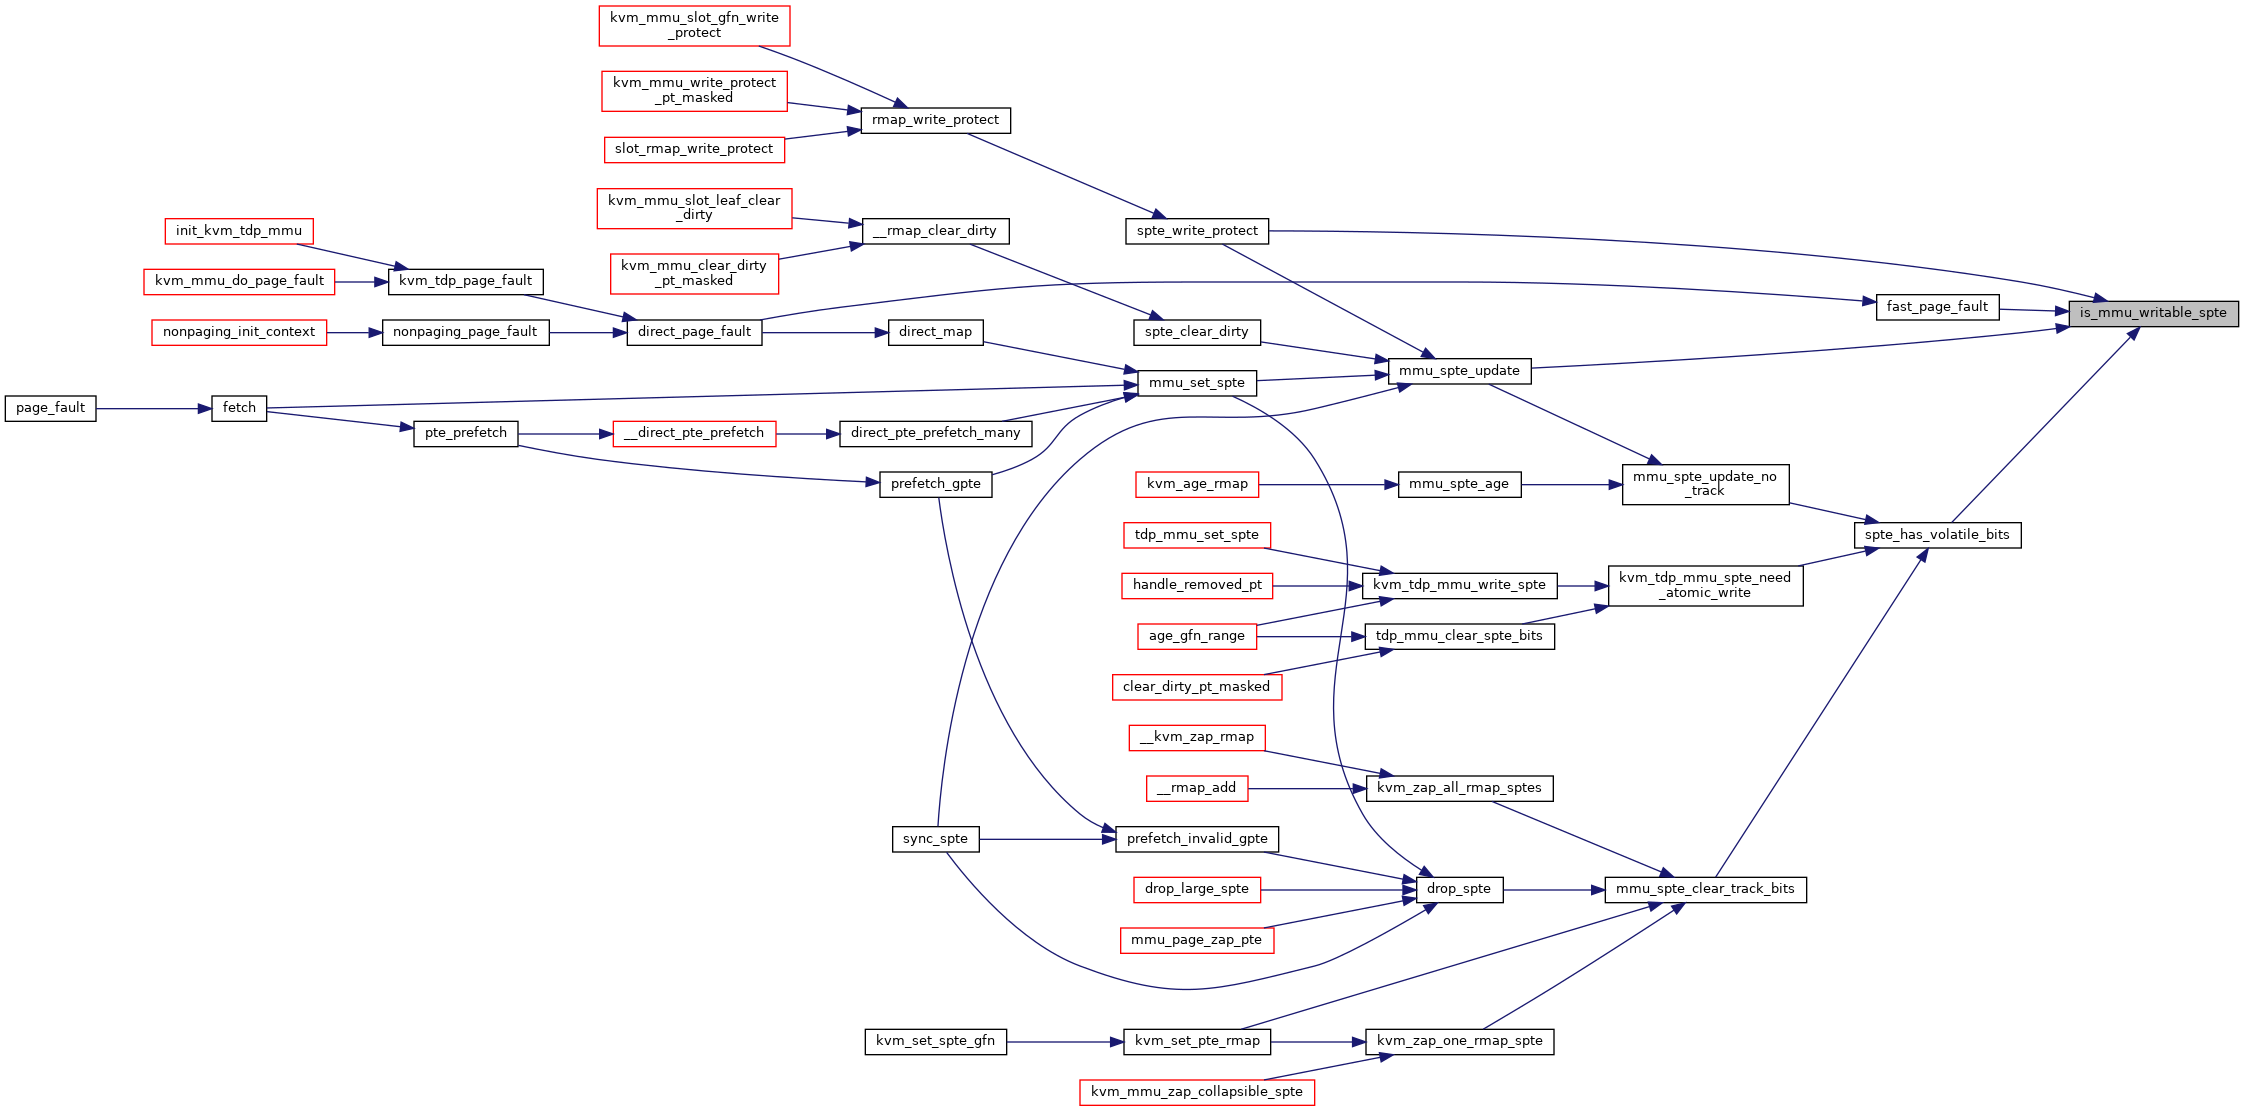 kvm_mmu_slot_gfn_write
_protect
kvm_mmu_write_protect
_pt_masked
rmap_write_protect
slot_rmap_write_protect
kvm_mmu_slot_leaf_clear
_dirty
init_kvm_tdp_mmu
__rmap_clear_dirty
spte_write_protect
kvm_mmu_clear_dirty
_pt_masked
kvm_mmu_do_page_fault
kvm_tdp_page_fault
fast_page_fault
is_mmu_writable_spte
nonpaging_init_context
nonpaging_page_fault
direct_page_fault
direct_map
spte_clear_dirty
mmu_spte_update
mmu_set_spte
page_fault
fetch
pte_prefetch
__direct_pte_prefetch
direct_pte_prefetch_many
prefetch_gpte
kvm_age_rmap
mmu_spte_age
mmu_spte_update_no
_track
tdp_mmu_set_spte
spte_has_volatile_bits
handle_removed_pt
kvm_tdp_mmu_write_spte
kvm_tdp_mmu_spte_need
_atomic_write
age_gfn_range
tdp_mmu_clear_spte_bits
clear_dirty_pt_masked
__kvm_zap_rmap
__rmap_add
kvm_zap_all_rmap_sptes
sync_spte
prefetch_invalid_gpte
drop_large_spte
drop_spte
mmu_spte_clear_track_bits
mmu_page_zap_pte
kvm_set_spte_gfn
kvm_set_pte_rmap
kvm_zap_one_rmap_spte
kvm_mmu_zap_collapsible_spte